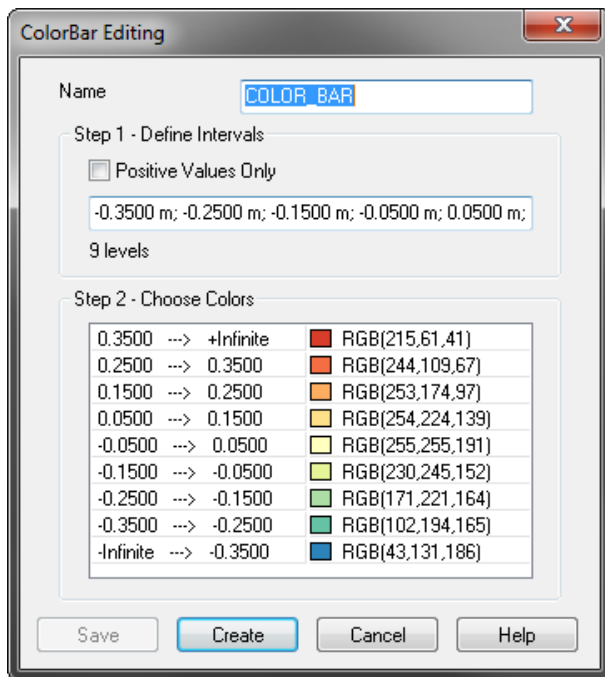 ColorBar Editing
Name COLOR_BAR
Step 1 - Define Intervals
Positive Values Only
-0.3500 m; -0.2500 m; -0.1500 m; -0.0500 m; 0.0500 m;
9 levels
Step 2 - Choose Colors
0.3500 ---> +Infinite RGB(215,61,41)
0.2500 ---> 0.3500 RGB(244,109,67)
0.1500 ---> 0.2500 RGB(253,174,97)
0.0500 ---> 0.1500 RGB(254,224,139)
-0.0500 ---> 0.0500 RGB(255,255,191)
-0.1500 ---> -0.0500 RGB(230,245,152)
-0.2500 ---> -0.1500 RGB(171,221,164)
-0.3500 ---> -0.2500 RGB(102,194,165)
-Infinite ---> -0.3500 RGB(43,131,186)
Save Create Cancel Help